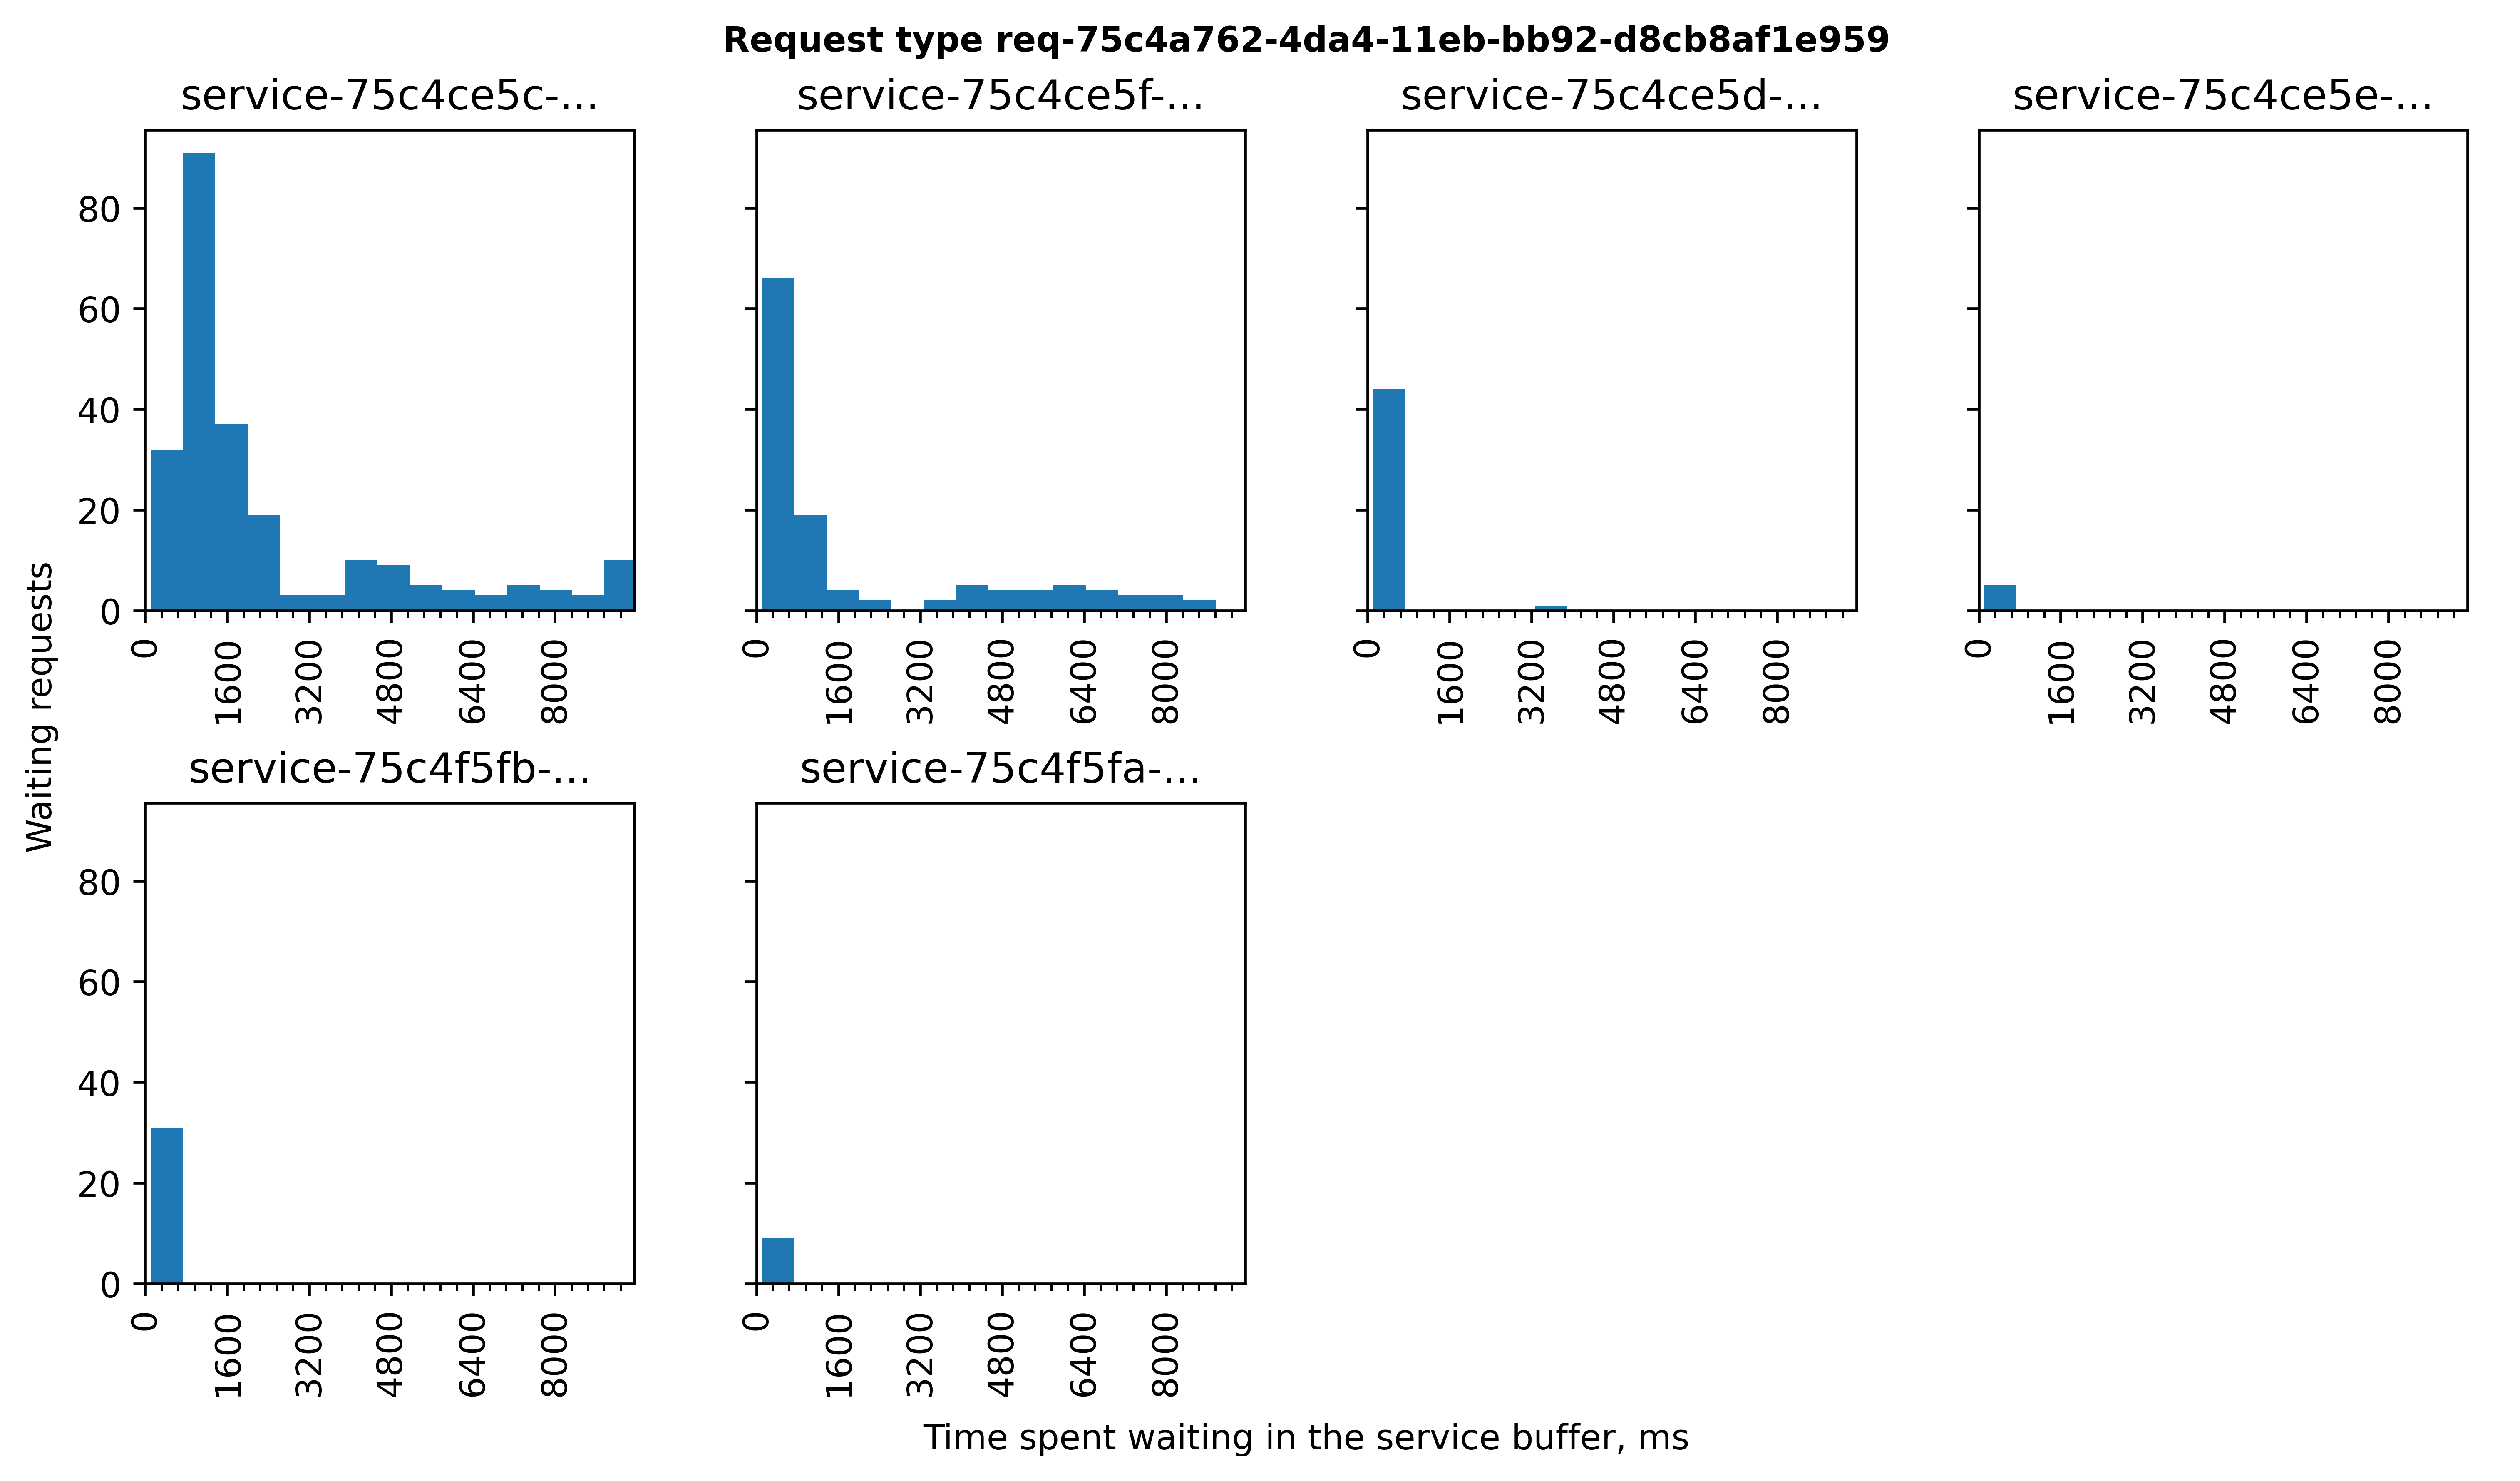 Request type req-75c4a762-4da4-11eb-bb92-d8cb8af1e959
service-75c4ce5c-...
service-75c4ce5f-...
service-75c4ce5d-...
service-75c4ce5e-...
80
60
40
20
0
0 1600 3200 4800 6400 8000
0 1600 3200 4800 6400 8000
0 1600 3200 4800 6400 8000
0 1600 3200 4800 6400 8000
Waiting requests
service-75c4f5fb-...
service-75c4f5fa-...
80
60
40
20
0
0 1600 3200 4800 6400 8000
0 1600 3200 4800 6400 8000
Time spent waiting in the service buffer, ms